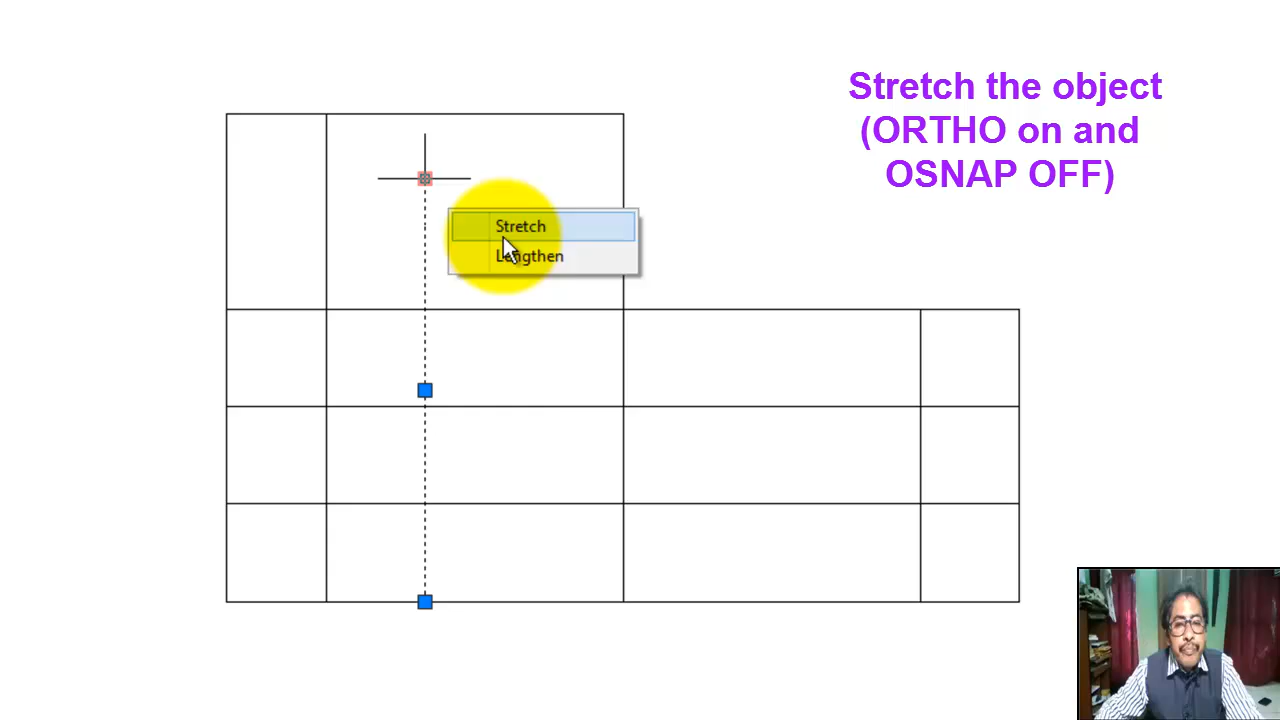 Stretch the object
(ORTHO on and
OSNAP OFF)
Stretch
Lengthen